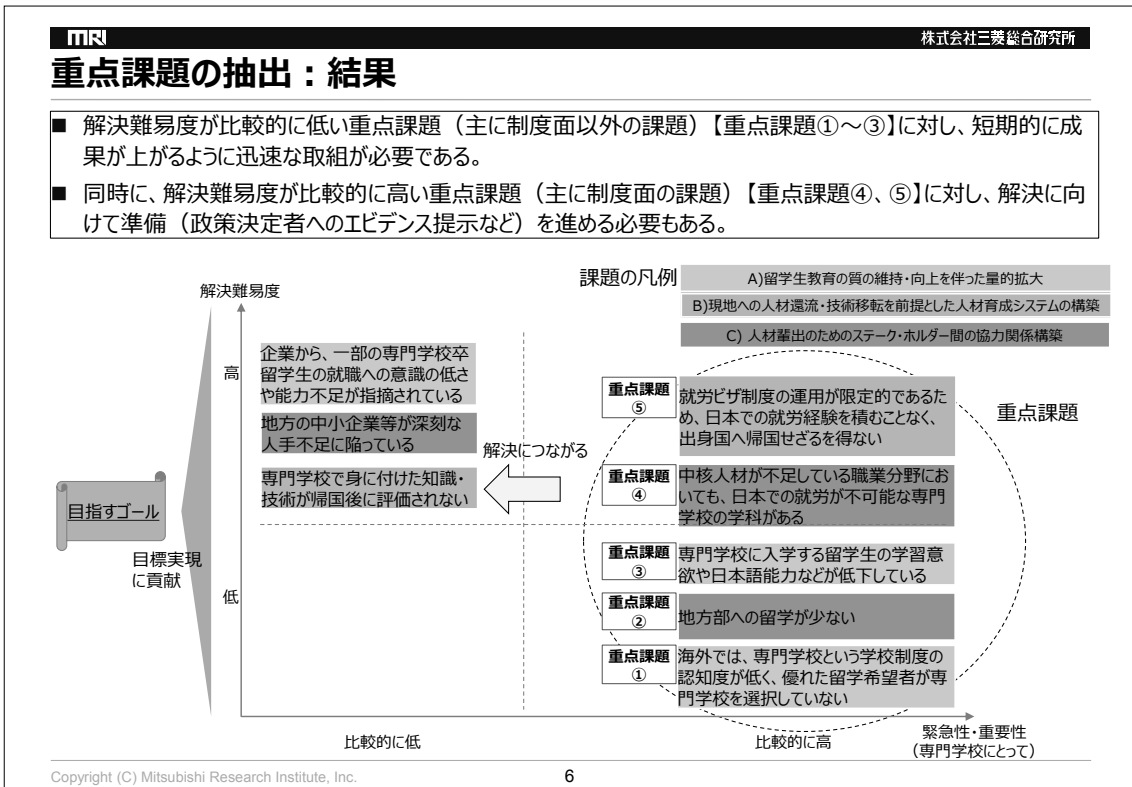 MRI
株式会社三菱総合研究所
重点課題の抽出：結果
■ 解決難易度が比較的に低い重点課題（主に制度面以外の課題）【重点課題①～③】に対し、短期的に成
果が上がるように迅速な取組が必要である。
■ 同時に、解決難易度が比較的に高い重点課題（主に制度面の課題）【重点課題④、⑤】に対し、解決に向
けて準備（政策決定者へのエビデンス提示など）を進める必要もある。
課題の凡例
A)留学生教育の質の維持・向上を伴った量的拡大
B)現地への人材還流・技術移転を前提とした人材育成システムの構築
C) 人材輩出のためのステーク・ホルダー間の協力関係構築
解決難易度
高
低
目指すゴール
目標実現
に貢献
企業から、一部の専門学校卒
留学生の就職への意識の低さ
や能力不足が指摘されている
地方の中小企業等が深刻な
人手不足に陥っている
専門学校で身に付けた知識・
技術が帰国後に評価されない
解決につながる
重点課題
重点課題
⑤
就労ビザ制度の運用が限定的であるた
め、日本での就労経験を積むことなく、
出身国へ帰国せざるを得ない
重点課題
④
中核人材が不足している職業分野にお
いても、日本での就労が不可能な専門
学校の学科がある
重点課題
③
専門学校に入学する留学生の学習意
欲や日本語能力などが低下している
重点課題
②
地方部への留学が少ない
重点課題
①
海外では、専門学校という学校制度の
認知度が低く、優れた留学希望者が専
門学校を選択していない
比較的に低
比較的に高
緊急性・重要性
（専門学校にとって）
Copyright (C) Mitsubishi Research Institute, Inc.
6